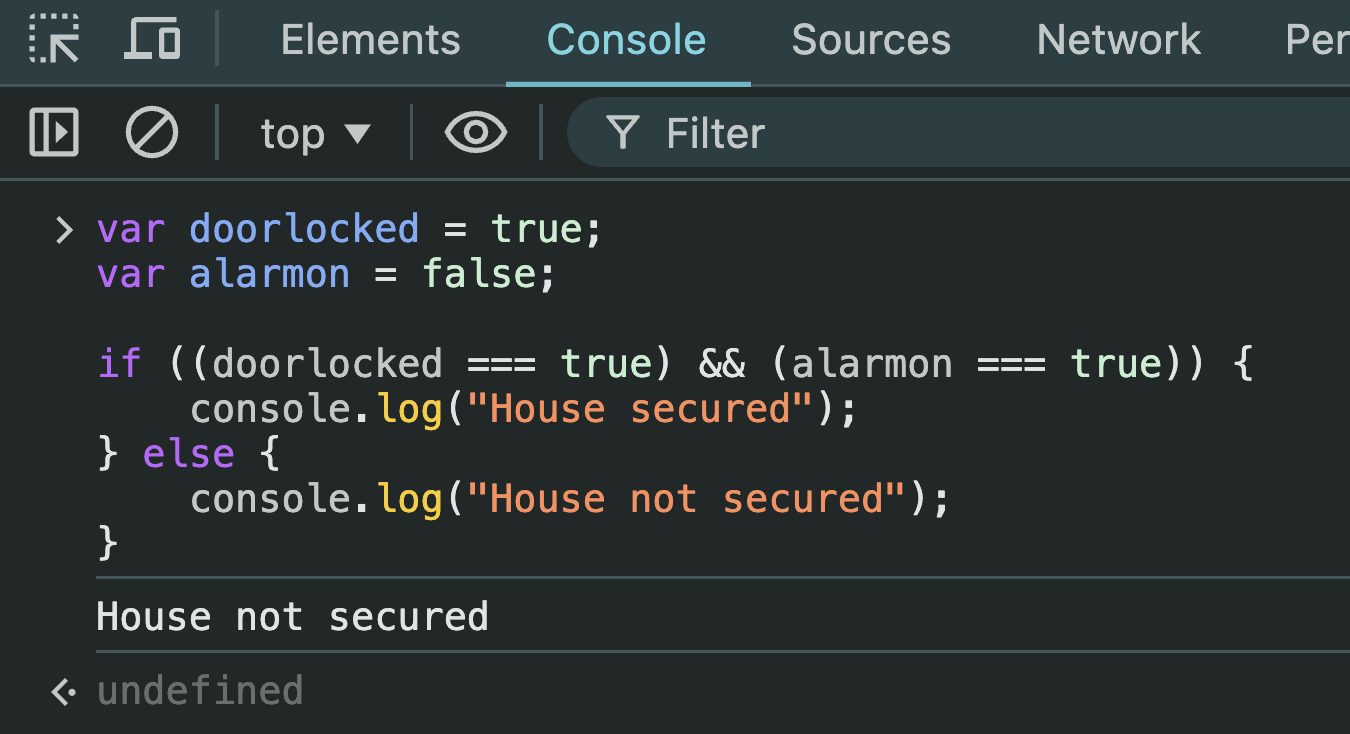 Elements Console Sources Network Per
top Filter
var doorlocked = true;
var alarmon = false;
if ((doorlocked === true) && (alarmon === true)) {
console.log("House secured");
} else {
console.log("House not secured");
}
House not secured
undefined